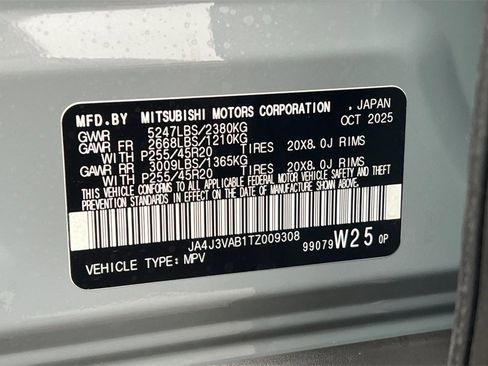 MFD.BY MITSUBISHI MOTORS CORPORATION, JAPAN
GWWR 5247LBS/2380KG OCT 2025
GAWR FR 2668LBS/1210KG
WITH P255/45R20 TIRES 20X8.0J RIMS
GAWR RR 3009LBS/1365KG
WITH P255/45R20 TIRES 20X8.0J RIMS
THIS VEHICLE CONFORMS TO ALL APPLICABLE FEDERAL MOTOR VEHICLE SAFETY, BUMPER, AND THEFT
PREVENTION STANDARDS IN EFFECT ON THE DATE OF MANUFACTURE SHOWN ABOVE.
JA4J3VAB1TZ009308
VEHICLE TYPE: MPV 99079 W25 0P